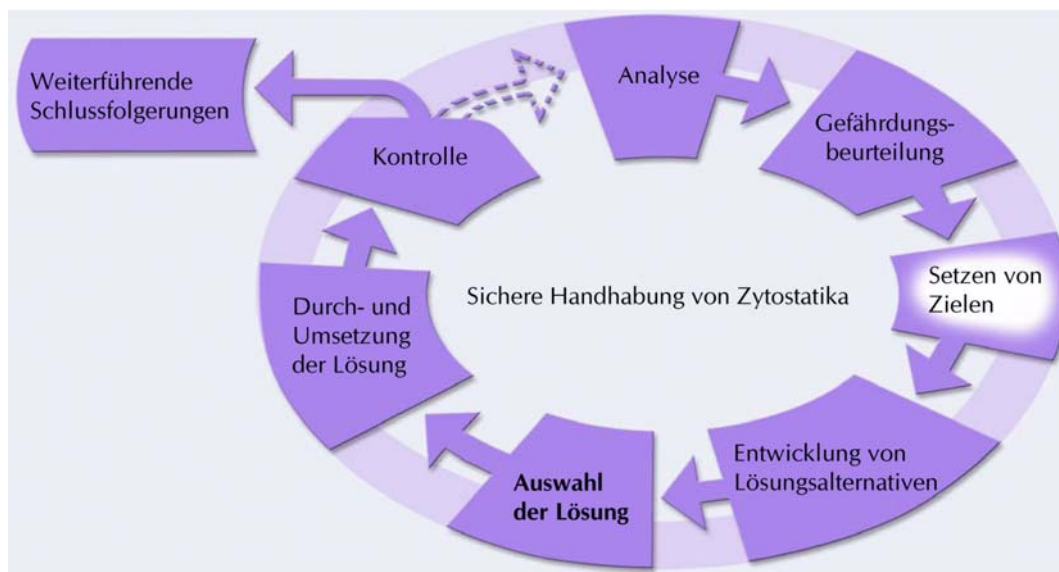 Analyse
Gefährdungs-
beurteilung
Setzen von
Zielen
Entwicklung von
Lösungsalternativen
Auswahl
der Lösung
Durch- und
Umsetzung
der Lösung
Kontrolle
Weiterführende
Schlussfolgerungen
Sichere Handhabung von Zytostatika